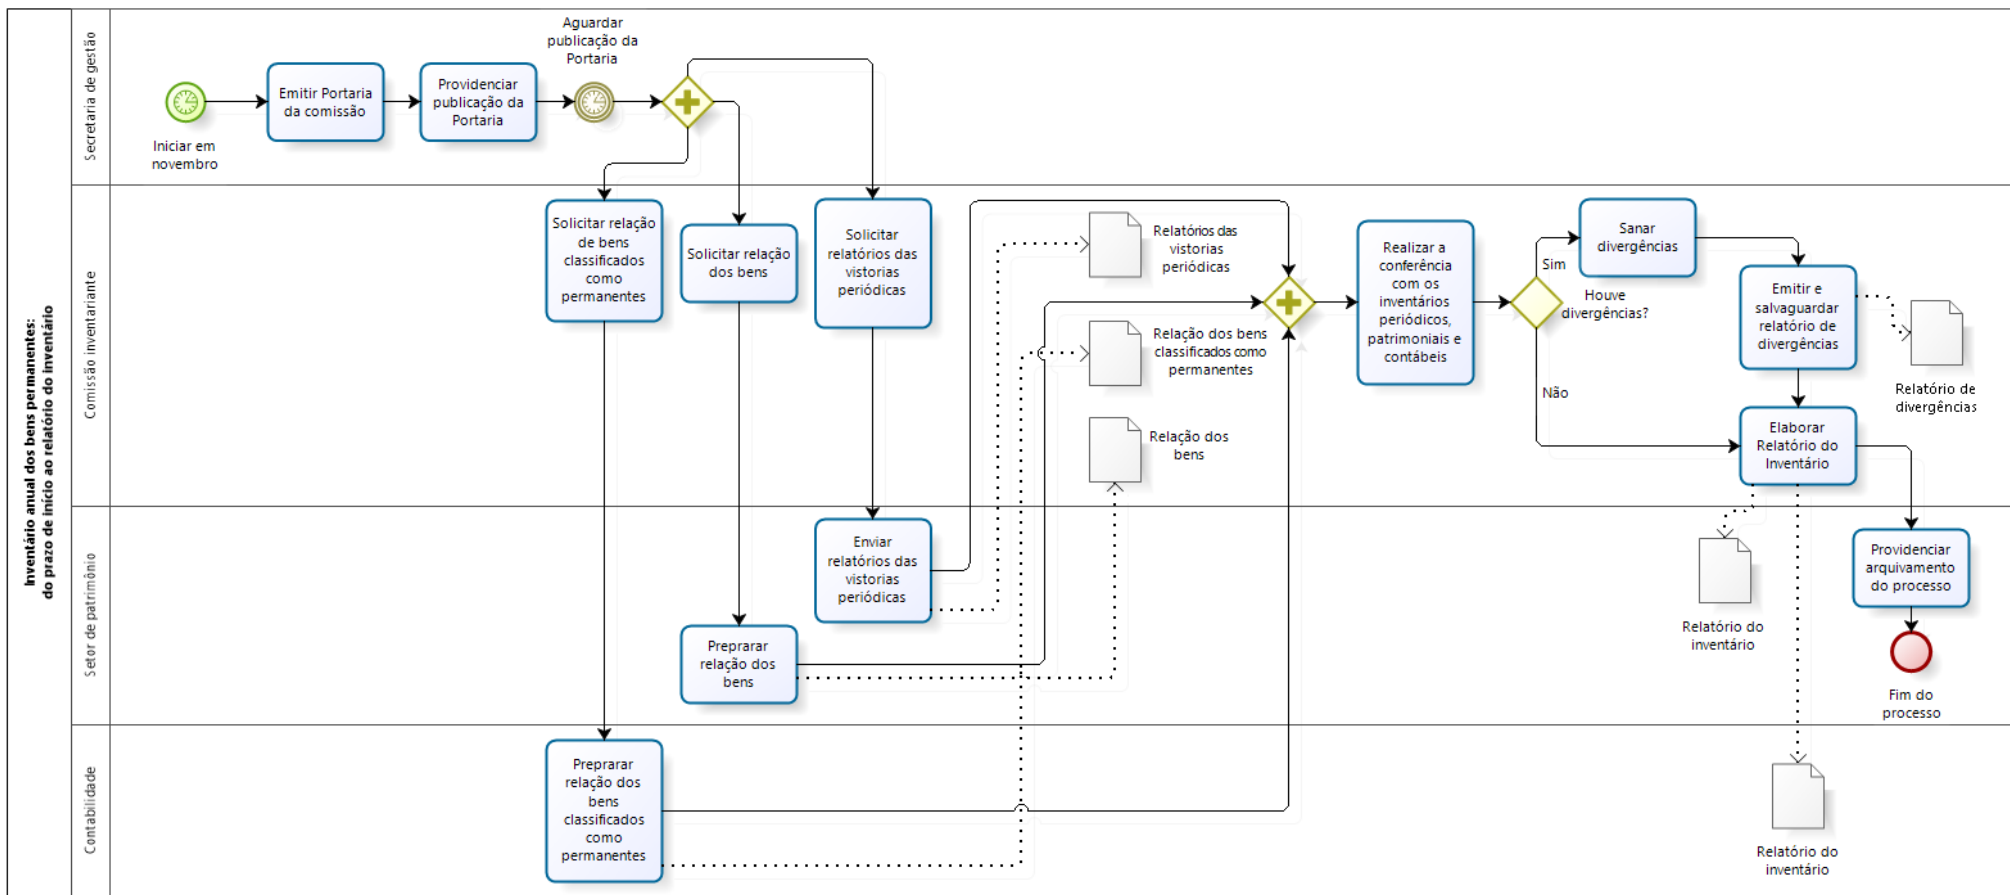 Inventário anual dos bens permanentes:
do prazo de início ao relatório do inventário
Secretaria de gestão
Iniciar em
novembro
Emitir Portaria
da comissão
Providenciar
publicação da
Portaria
Aguardar
publicação da
Portaria
Comissão inventariante
Solicitar relação
de bens
classificados
como
permanentes
Solicitar relação
dos bens
Solicitar
relatórios das
vistorias
periódicas
Relatórios das
vistorias
periódicas
Relação dos bens
classificados como
permanentes
Relação dos
bens
Realizar a
conferência
com os
inventários
periódicos,
patrimoniais e
contábeis
Houve
divergências?
Sim
Não
Sanar
divergências
Emitir e
salvaguardar
relatório de
divergências
Relatório de
divergências
Elaborar
Relatório do
Inventário
Setor de patrimônio
Enviar
relatórios das
vistorias
periódicas
Preprarar
relação dos
bens
Relatório do
inventário
Providenciar
arquivamento
do processo
Fim do
processo
Contabilidade
Preprarar
relação dos
bens
classificados
como
permanentes
Relatório do
inventário